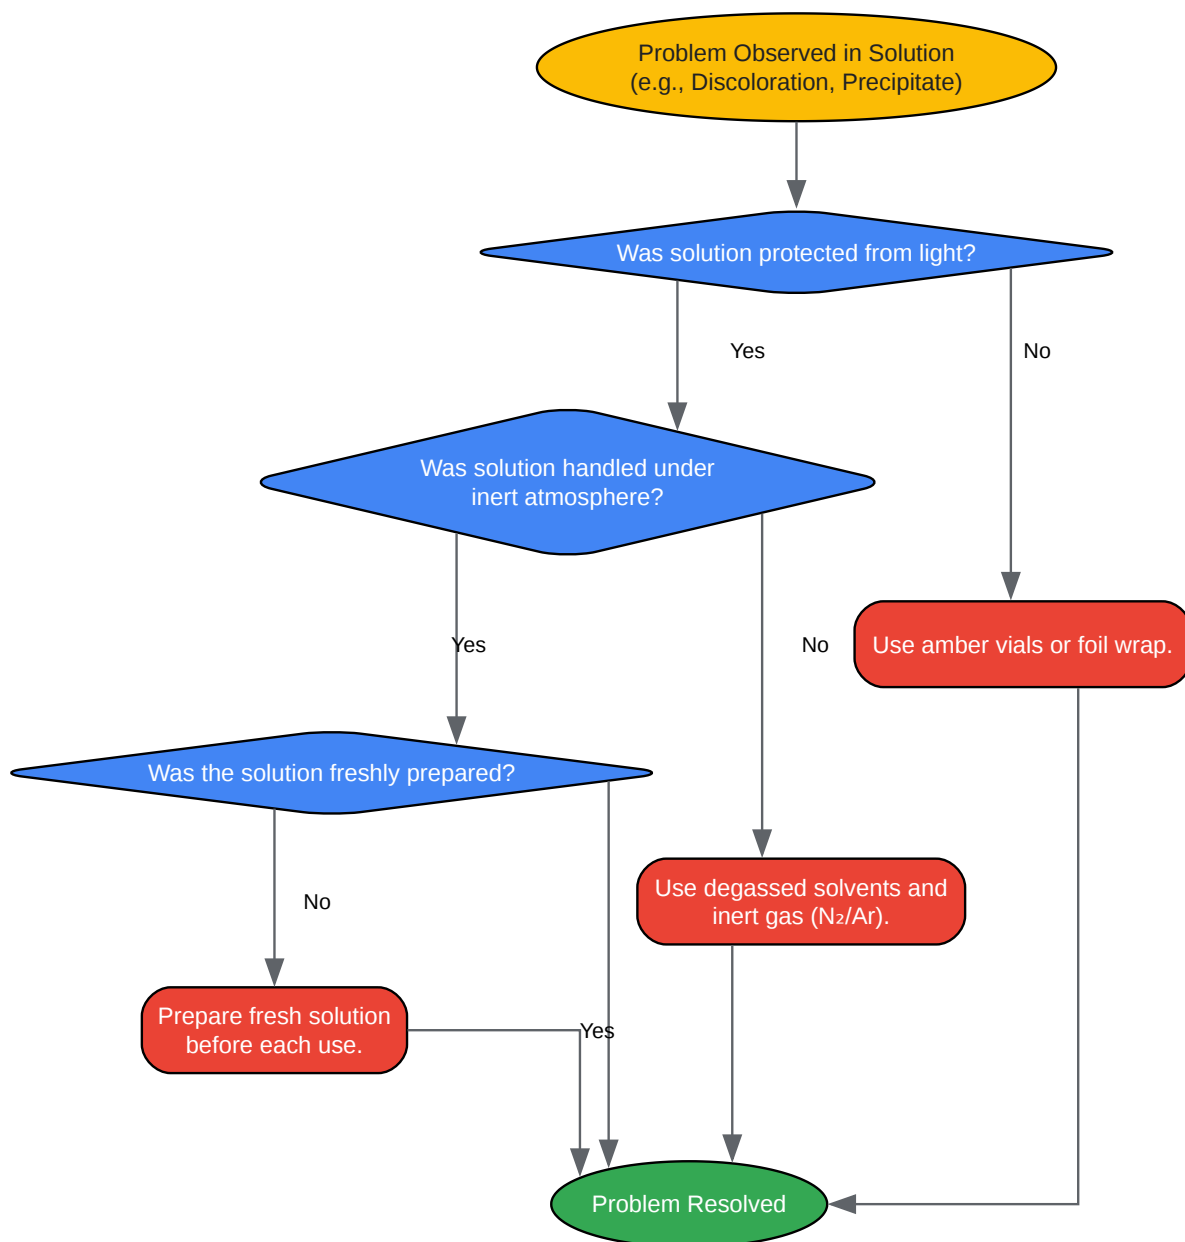 Problem Observed in Solution
(e.g., Discoloration, Precipitate)
Was solution protected from light?
Yes
No
Was solution handled under
inert atmosphere?
Yes
No
Use amber vials or foil wrap.
Was the solution freshly prepared?
No
Use degassed solvents and
inert gas (N₂/Ar).
Prepare fresh solution
before each use.
Yes
Problem Resolved